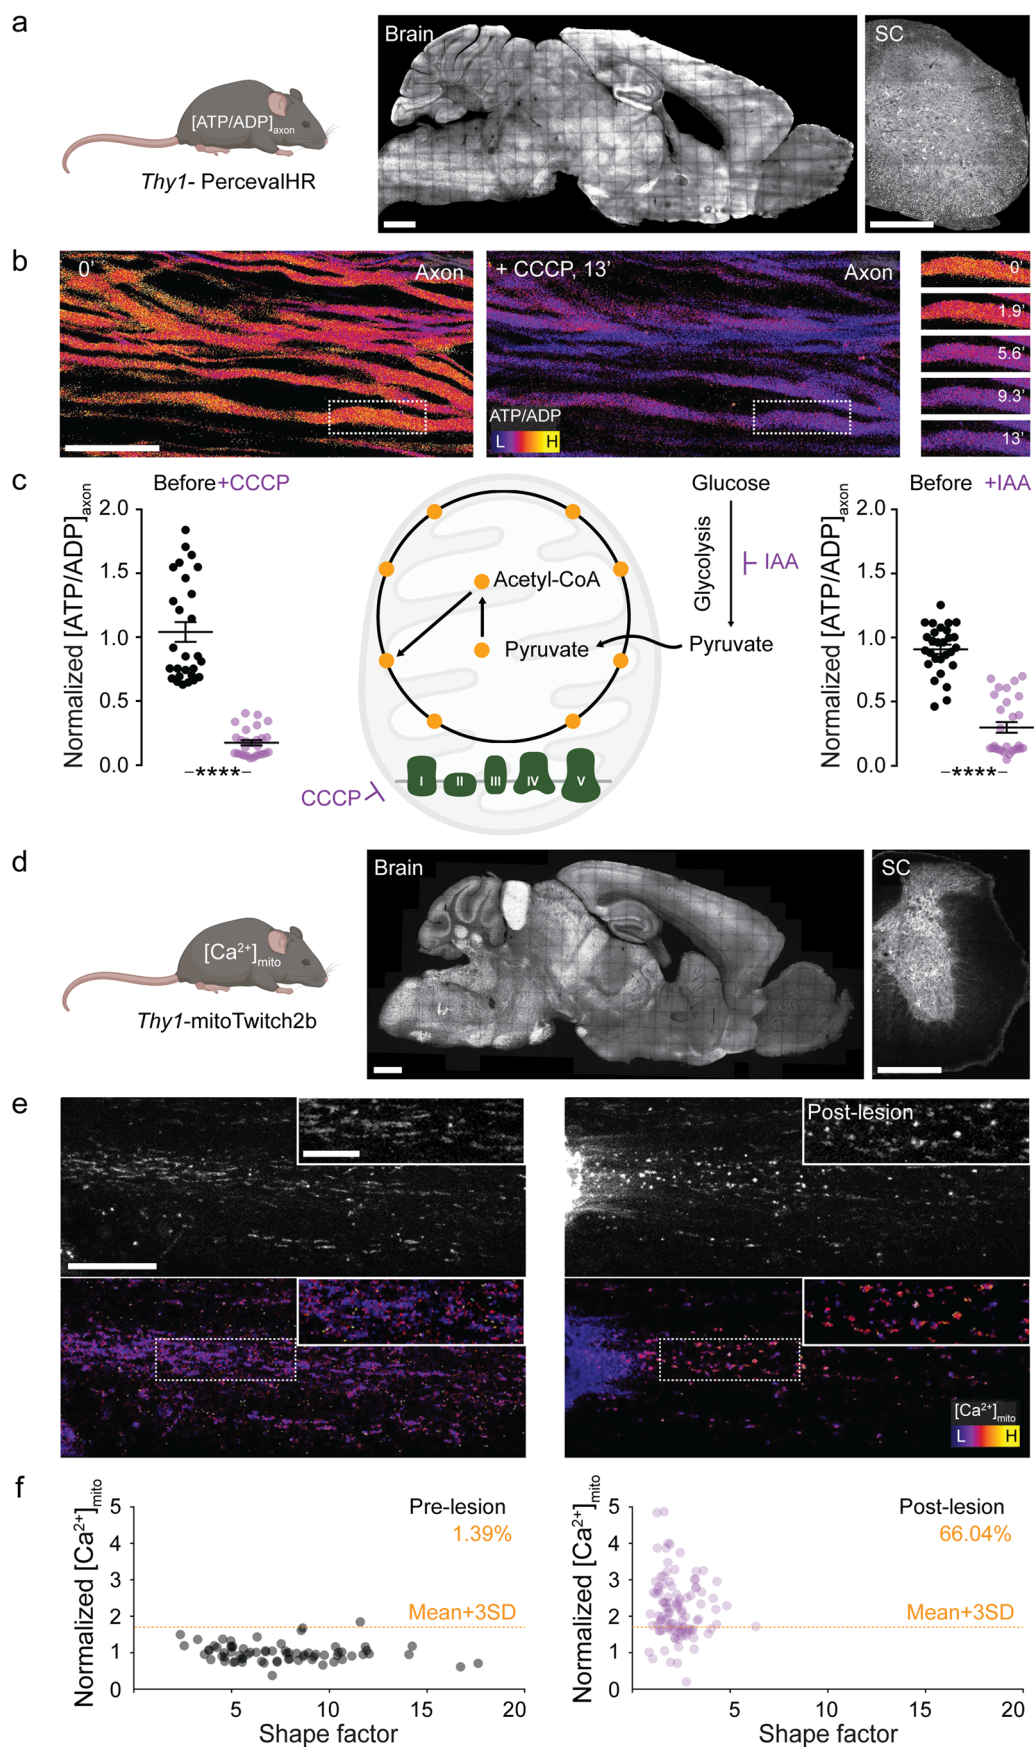 a
Brain
SC
[ATP/ADP]axon
Thy1- PercevalHR
b
0'
Axon
+ CCCP, 13'
Axon
ATP/ADP
L H
0'
1.9'
5.6'
9.3'
13'
c
Before +CCCP
Normalized [ATP/ADP]axon
2.0
1.5
1.0
0.5
0.0
–****–
Acetyl-CoA
Pyruvate
I II III IV V
CCCP
Glucose
Glycolysis
IAA
Pyruvate
Before +IAA
Normalized [ATP/ADP]axon
2.0
1.5
1.0
0.5
0.0
–****–
d
Brain
SC
[Ca2+]mito
Thy1-mitoTwitch2b
e
Post-lesion
[Ca2+]mito
L H
f
Normalized [Ca2+]mito
5
4
3
2
1
0
Pre-lesion
1.39%
Mean+3SD
5 10 15 20
Shape factor
Normalized [Ca2+]mito
5
4
3
2
1
0
Post-lesion
66.04%
Mean+3SD
5 10 15 20
Shape factor